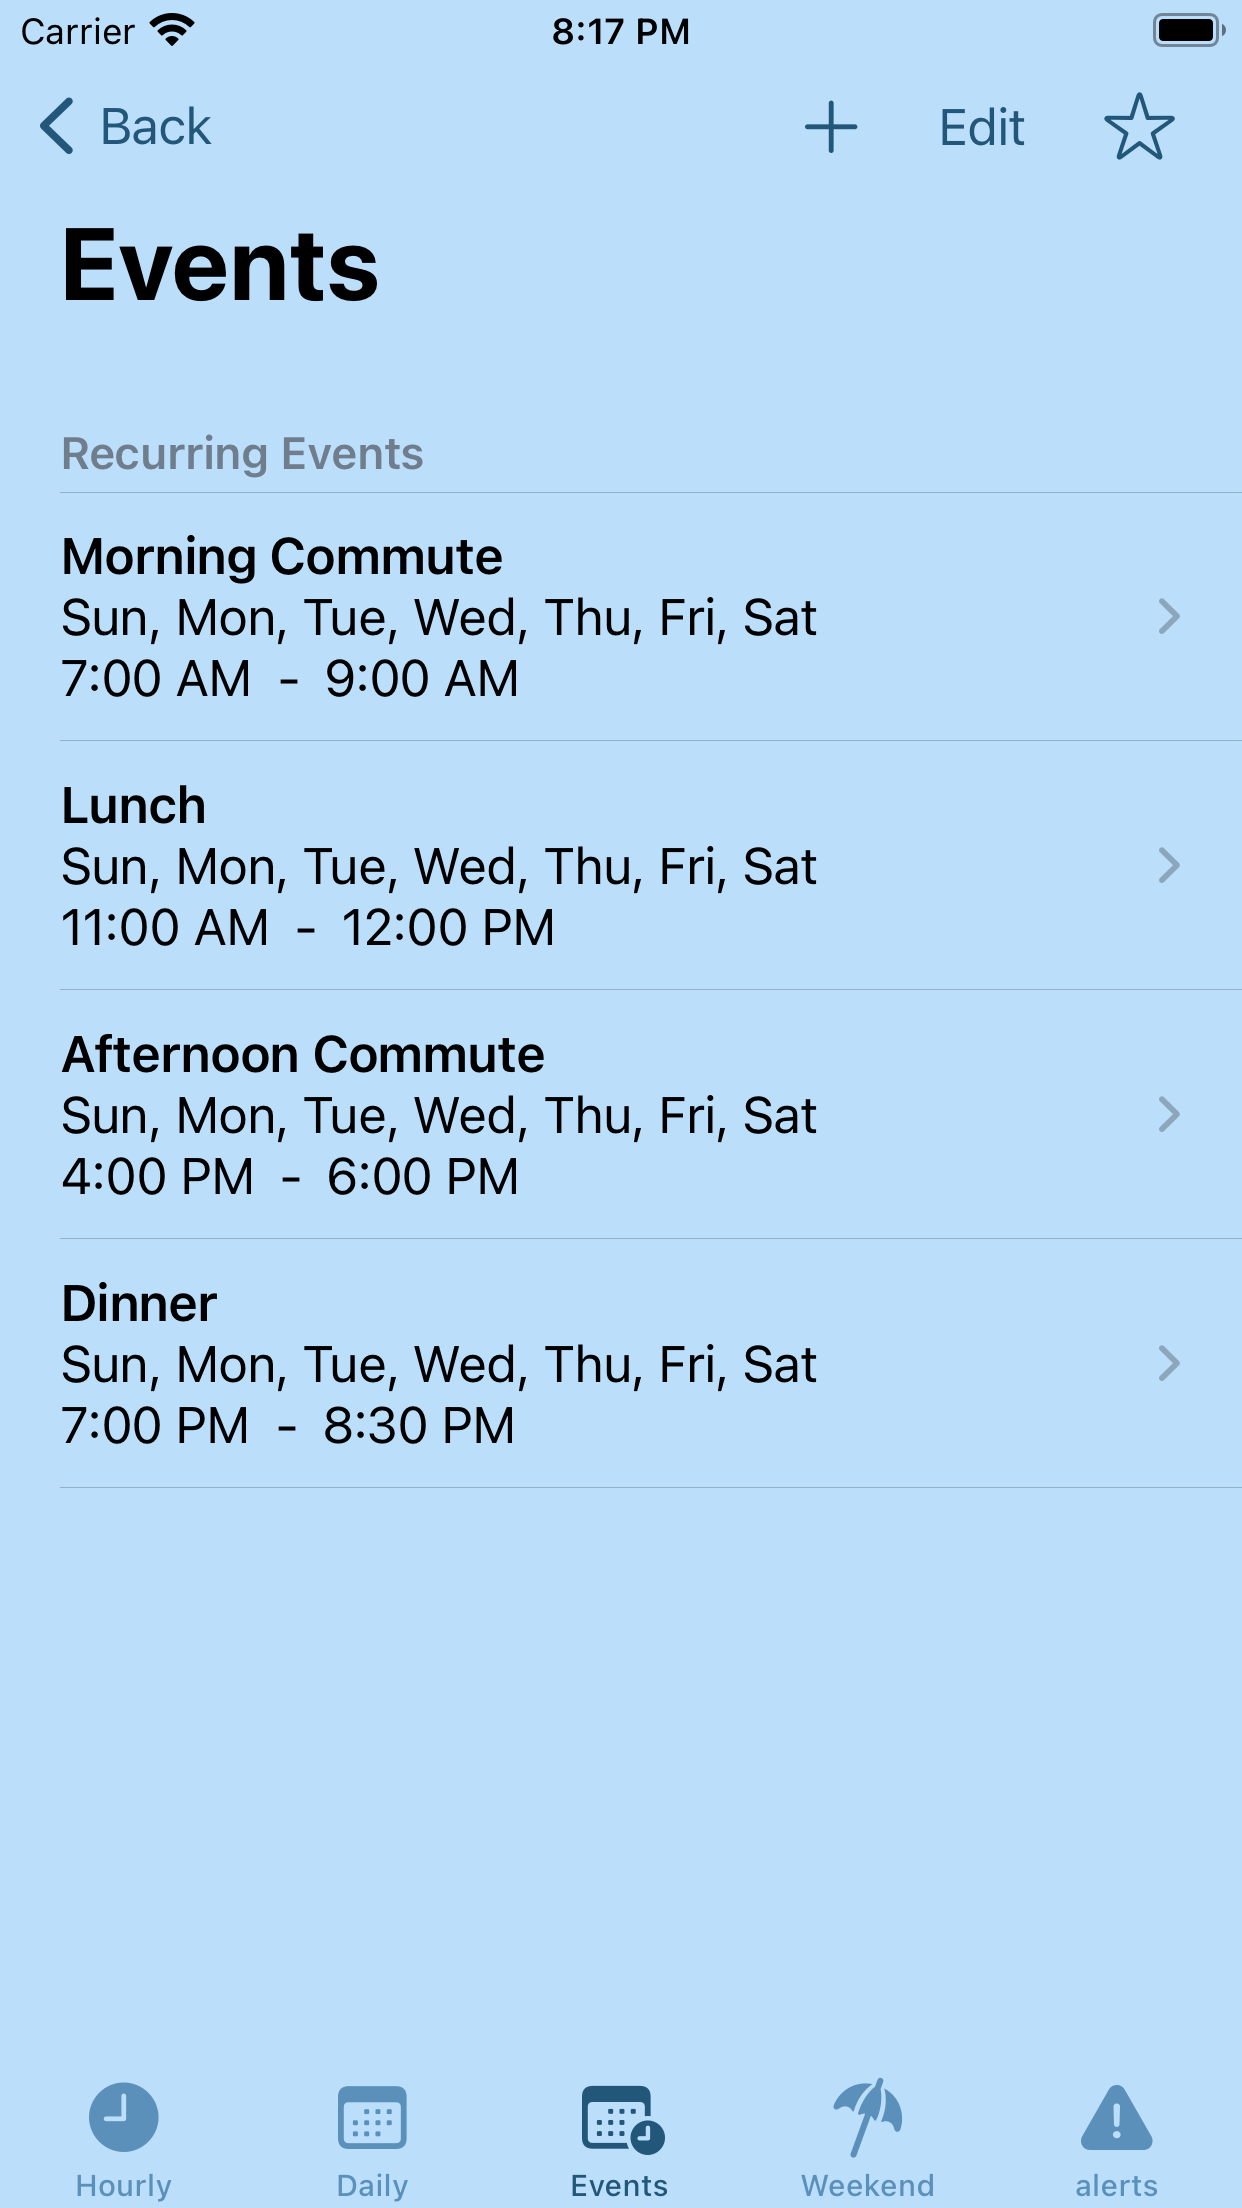 Carrier 8:17 PM
Back Edit
Events
Recurring Events
Morning Commute
Sun, Mon, Tue, Wed, Thu, Fri, Sat
7:00 AM - 9:00 AM
Lunch
Sun, Mon, Tue, Wed, Thu, Fri, Sat
11:00 AM - 12:00 PM
Afternoon Commute
Sun, Mon, Tue, Wed, Thu, Fri, Sat
4:00 PM - 6:00 PM
Dinner
Sun, Mon, Tue, Wed, Thu, Fri, Sat
7:00 PM - 8:30 PM
Hourly Daily Events Weekend alerts